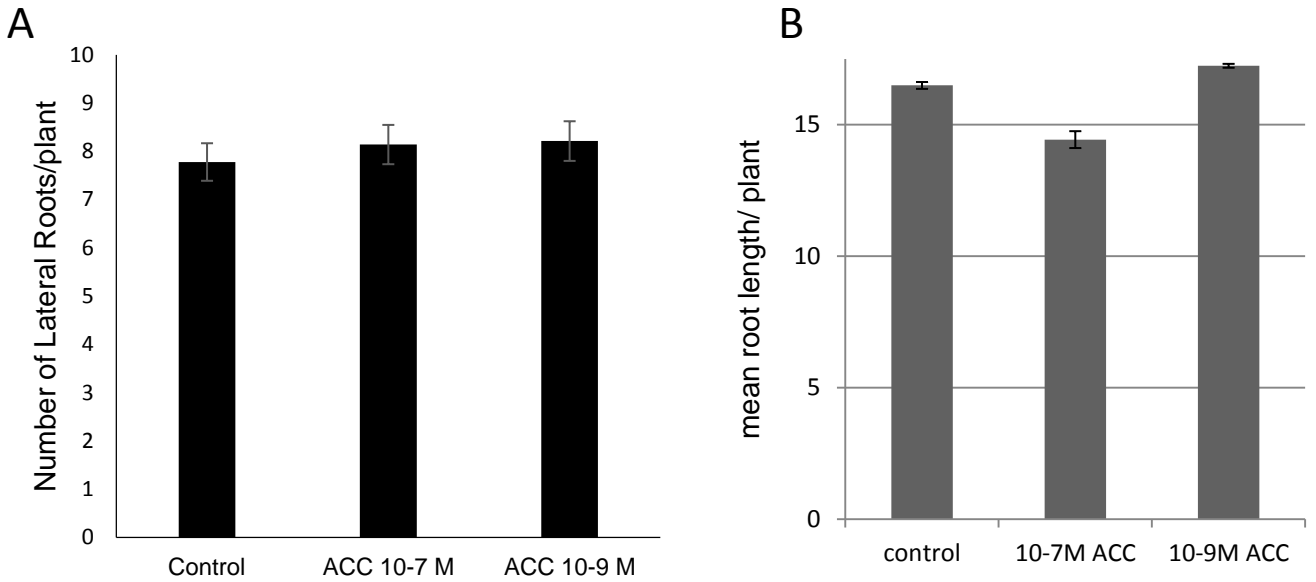 A
Number of Lateral Roots/plant
10
9
8
7
6
5
4
3
2
1
0
Control
ACC 10-7 M
ACC 10-9 M
B
mean root length/ plant
15
10
5
0
control
10-7M ACC
10-9M ACC